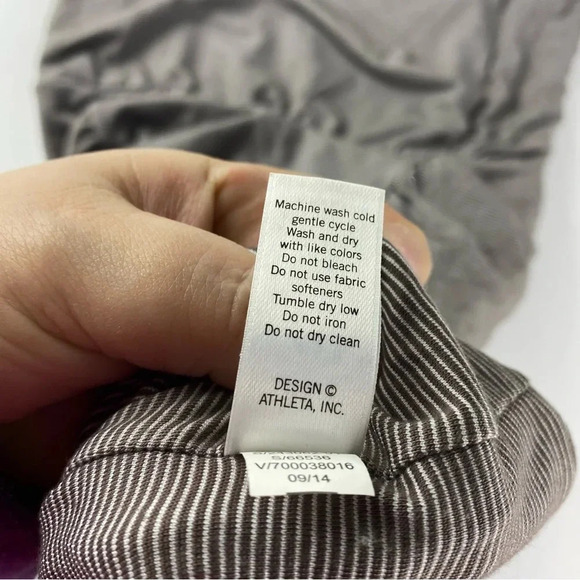 Machine wash cold
gentle cycle
Wash and dry
with like colors
Do not bleach
Do not use fabric
softeners
Tumble dry low
Do not iron
Do not dry clean
DESIGN ©
ATHLETA, INC.
S/66536
V/700038016
09/14